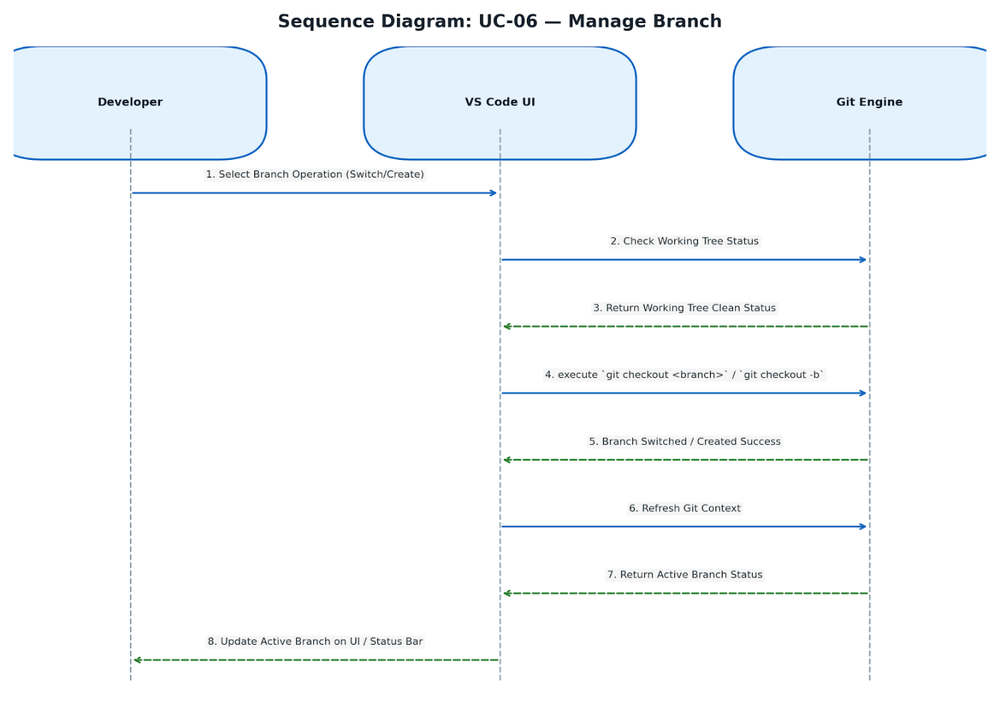 Sequence Diagram: UC-06 — Manage Branch
Developer
VS Code UI
Git Engine
1. Select Branch Operation (Switch/Create)
2. Check Working Tree Status
3. Return Working Tree Clean Status
4. execute `git checkout <branch>` / `git checkout -b`
5. Branch Switched / Created Success
6. Refresh Git Context
7. Return Active Branch Status
8. Update Active Branch on UI / Status Bar